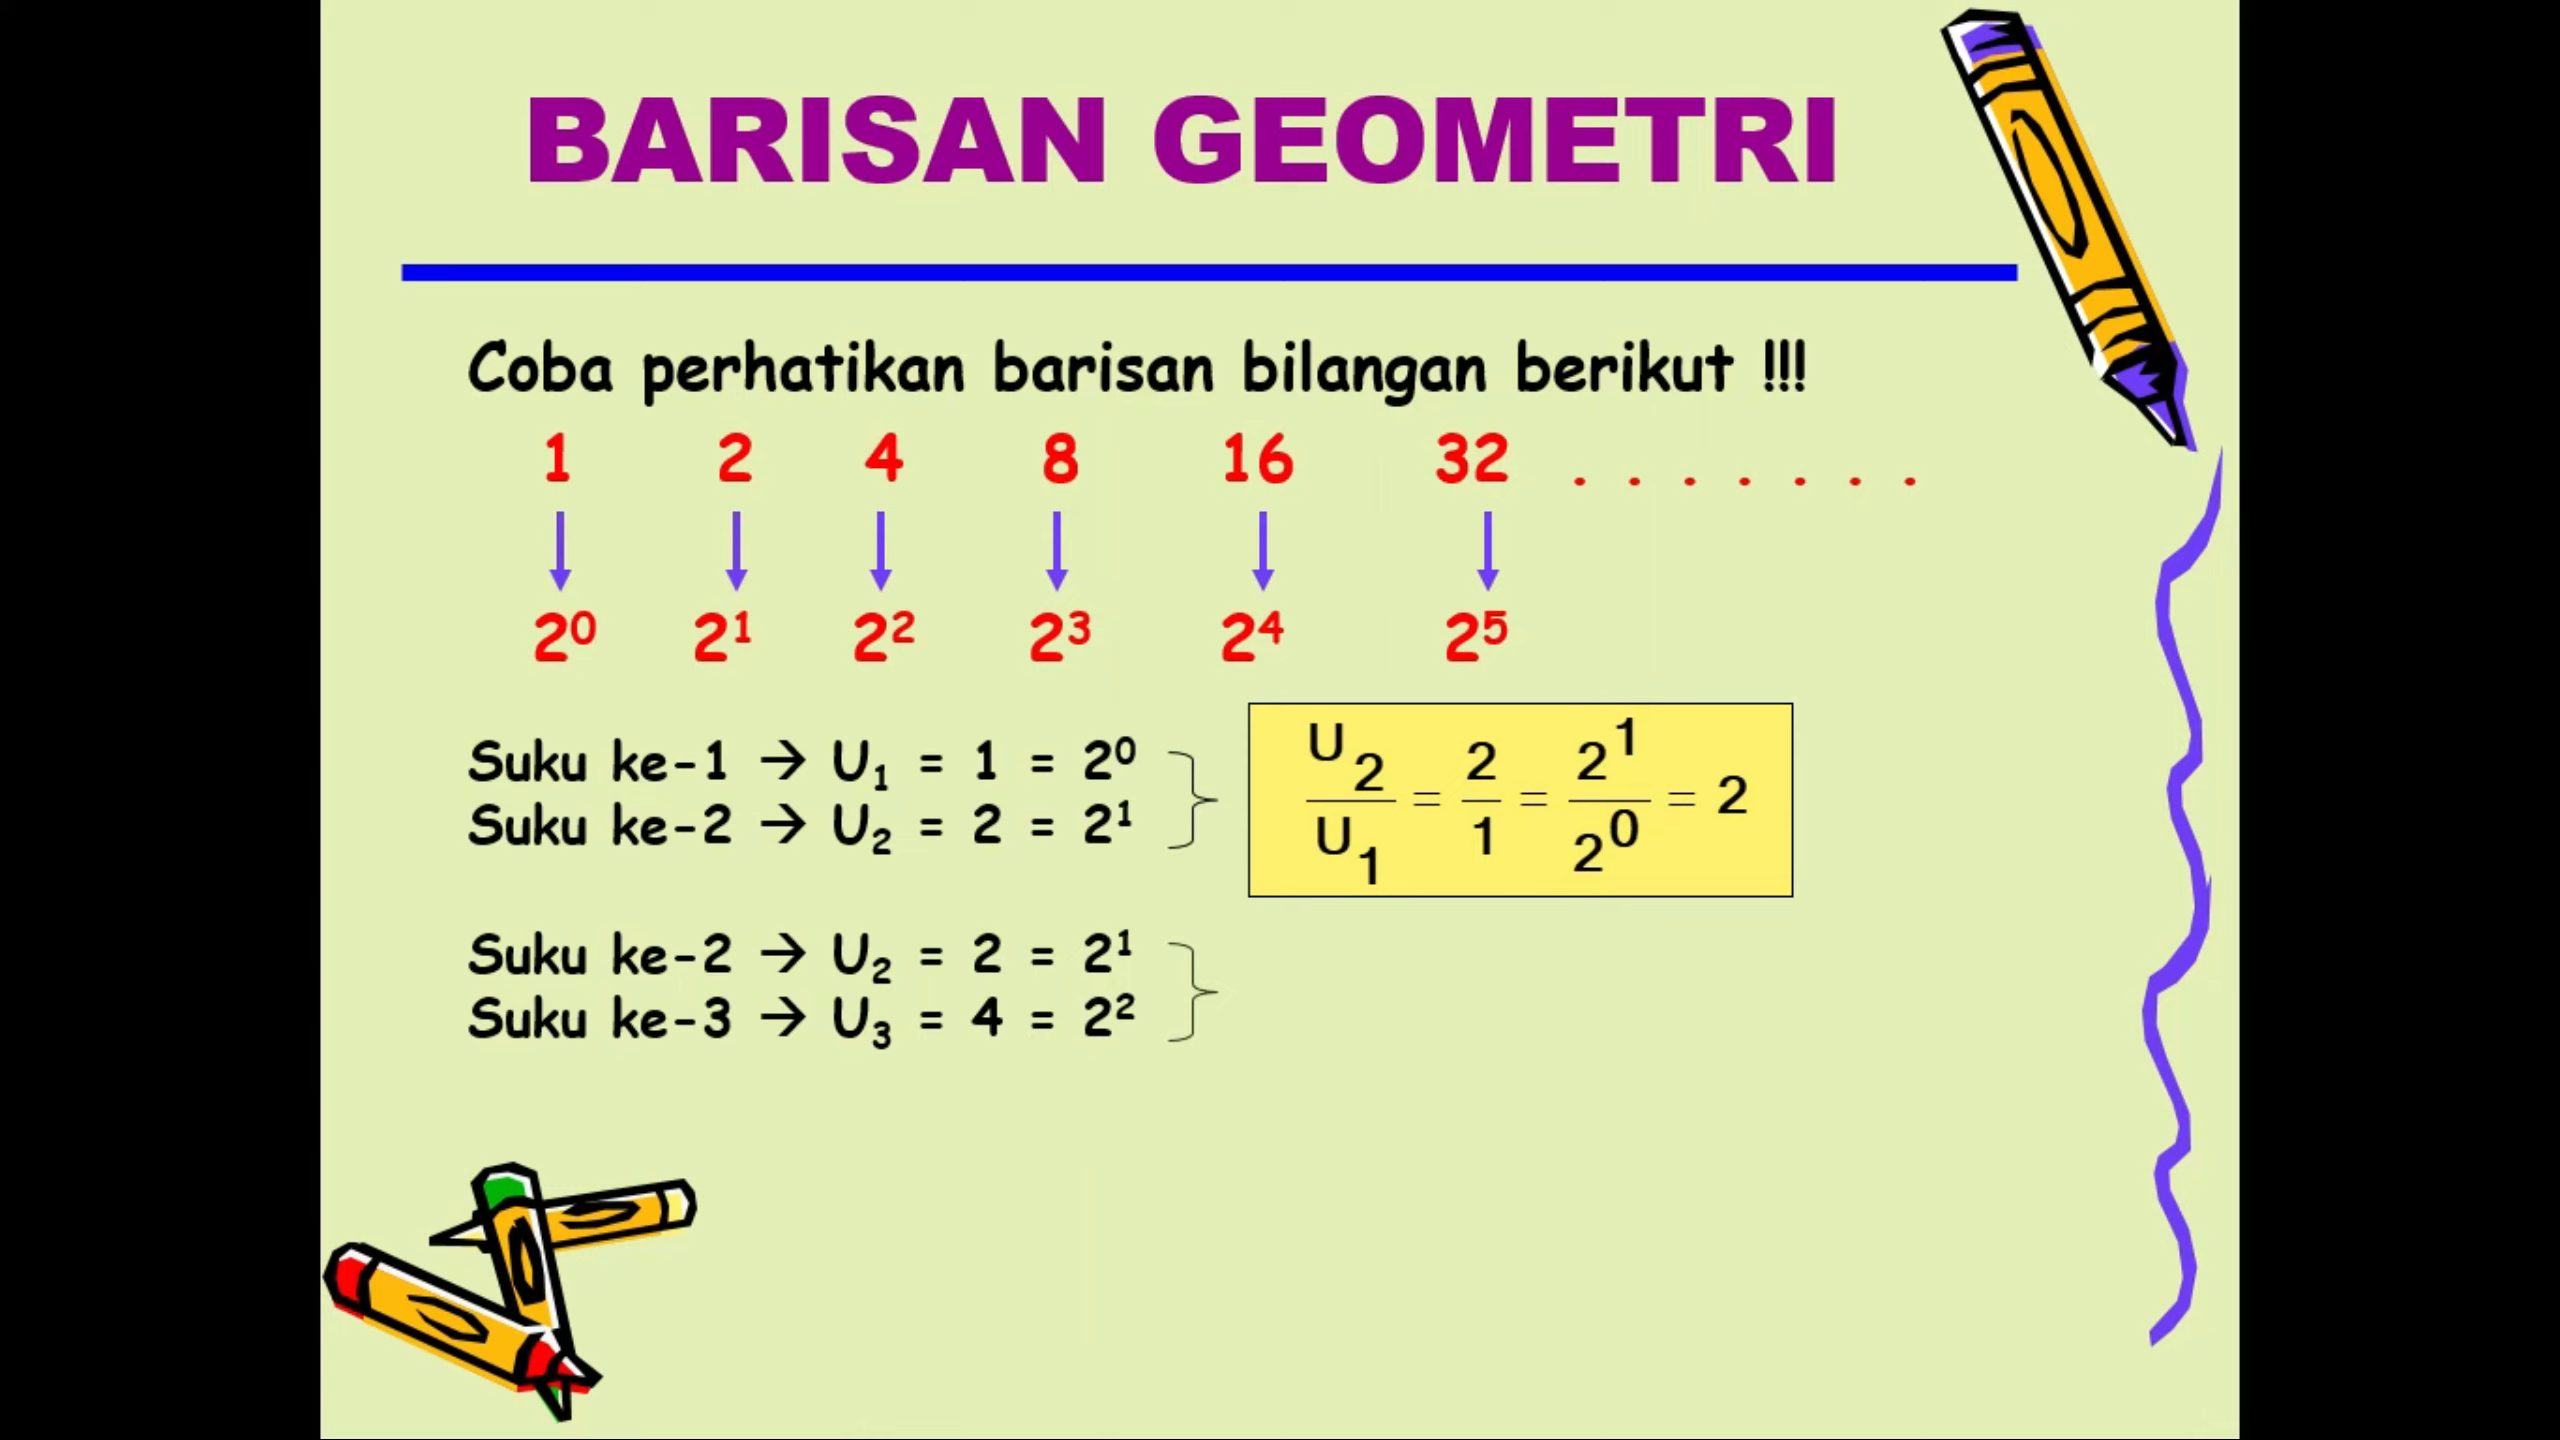 BARISAN GEOMETRI
Coba perhatikan barisan bilangan berikut !!!
1 2 4 8 16 32 . . . . . . .
2⁰ 2¹ 2² 2³ 2⁴ 2⁵
Suku ke-1 → U₁ = 1 = 2⁰
Suku ke-2 → U₂ = 2 = 2¹
U₂/U₁ = 2/1 = 2¹/2⁰ = 2
Suku ke-2 → U₂ = 2 = 2¹
Suku ke-3 → U₃ = 4 = 2²